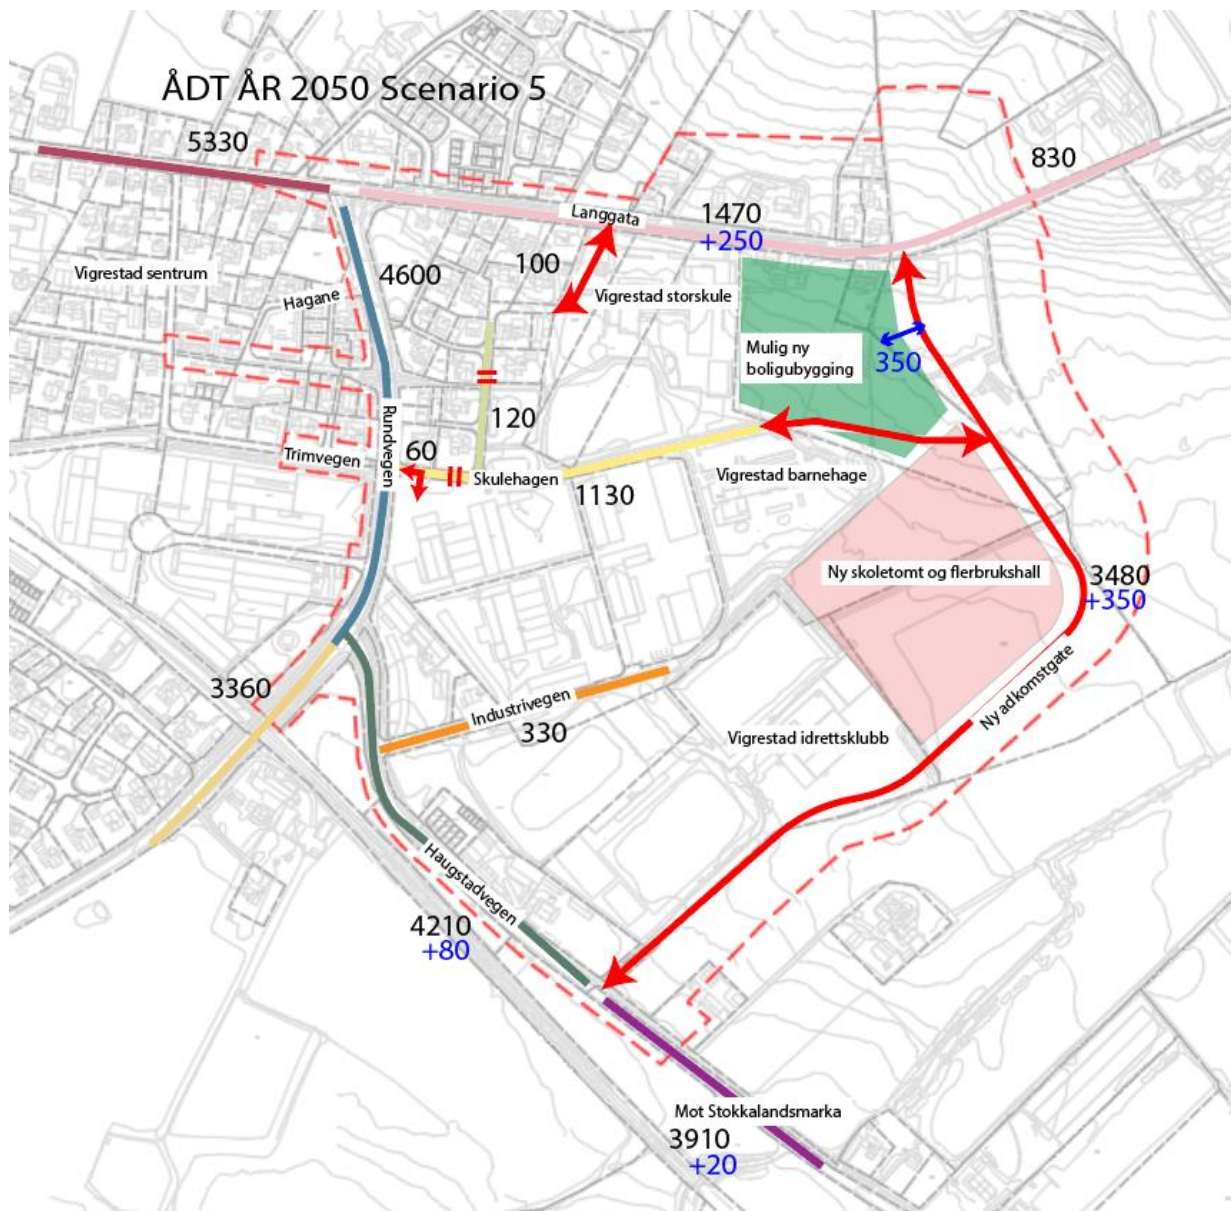 ÅDT ÅR 2050 Scenario 5
5330
830
Langgata
1470
+250
Vigrestad sentrum
Hagane
4600
100
Vigrestad storskule
Mulig ny
boligubygging
350
Rundvegen
120
Trimvegen
60
Skulehagen
1130
Vigrestad barnehage
Ny skoletomt og flerbrukshall
3480
+350
3360
Industrivegen
330
Vigrestad idrettsklubb
Ny adkomstgate
Haugstadvegen
4210
+80
Mot Stokkalandsmarka
3910
+20